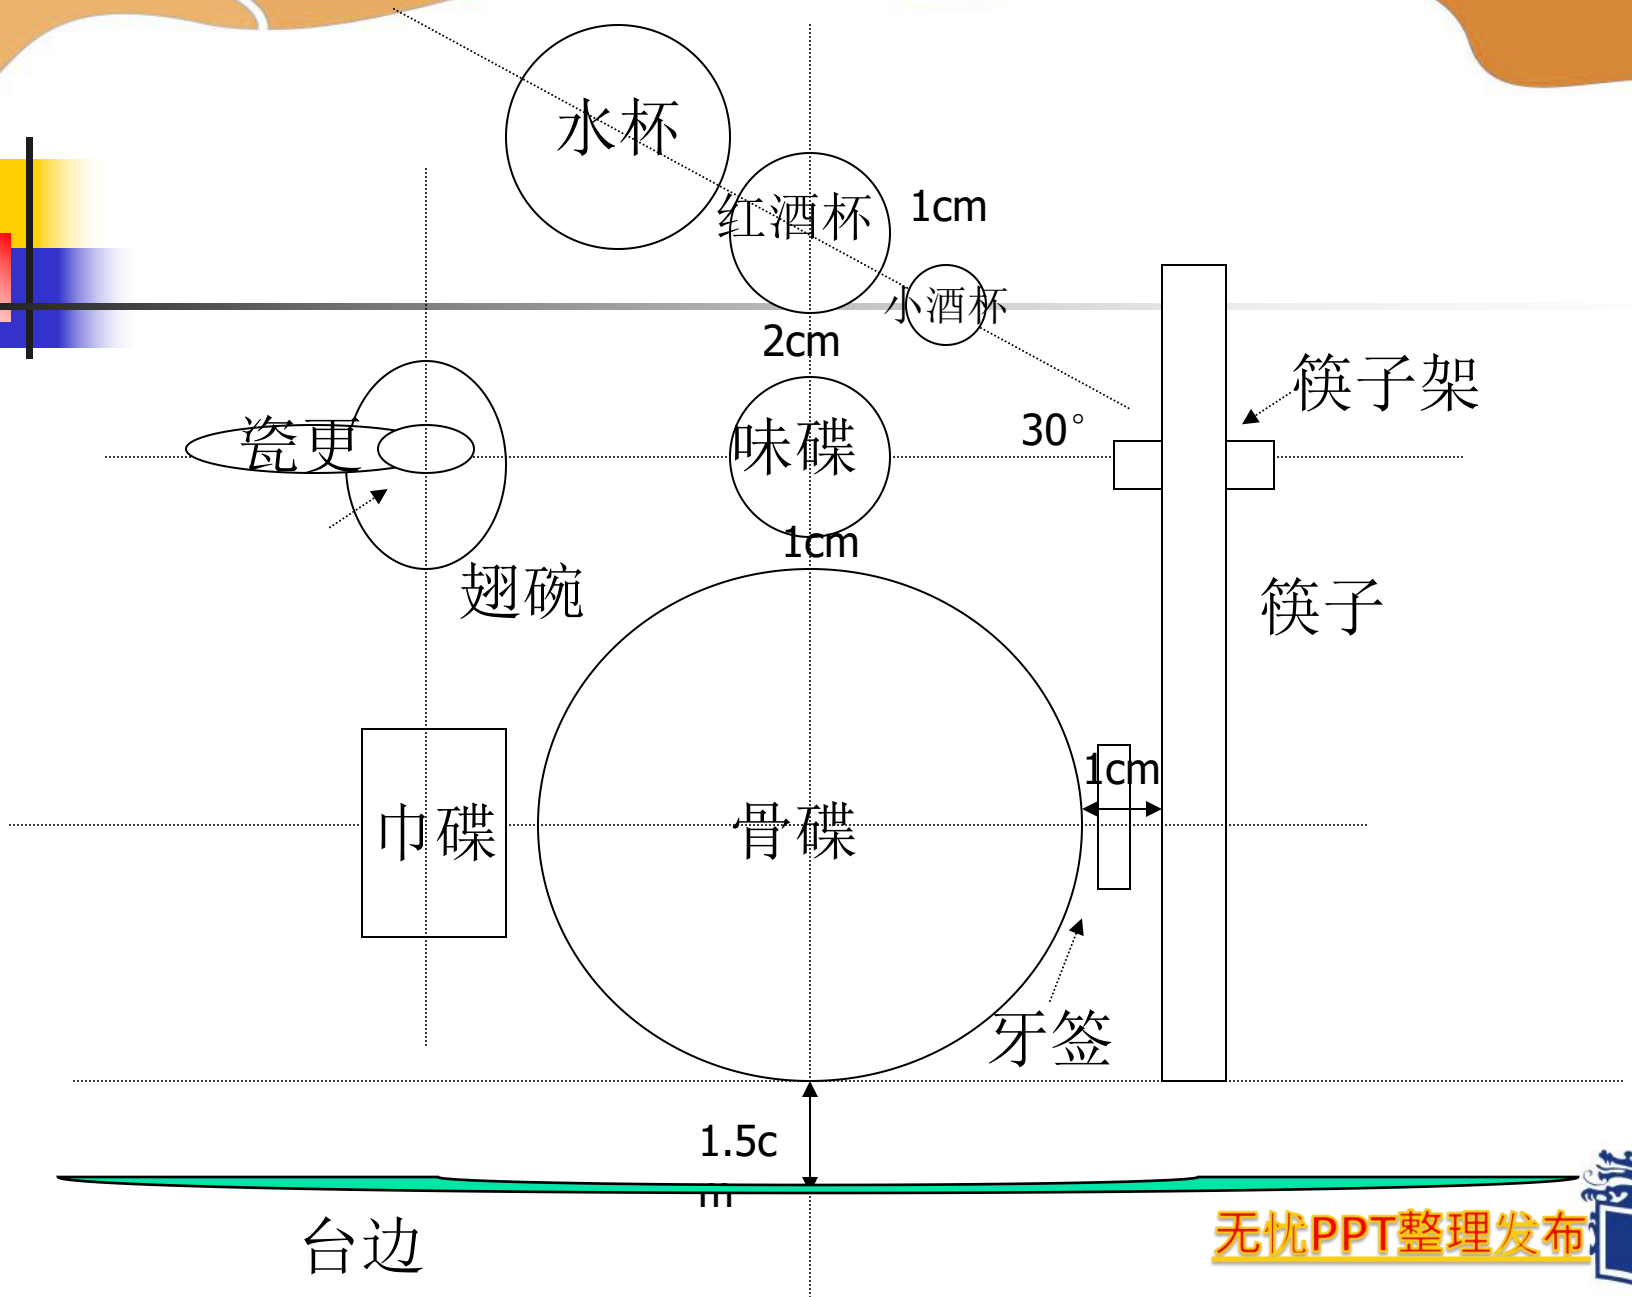 水杯
红酒杯
1cm
小酒杯
2cm
筷子架
瓷更
味碟
30°
1cm
翅碗
筷子
1cm
巾碟
骨碟
牙签
1.5c
m
台边
无忧PPT整理发布